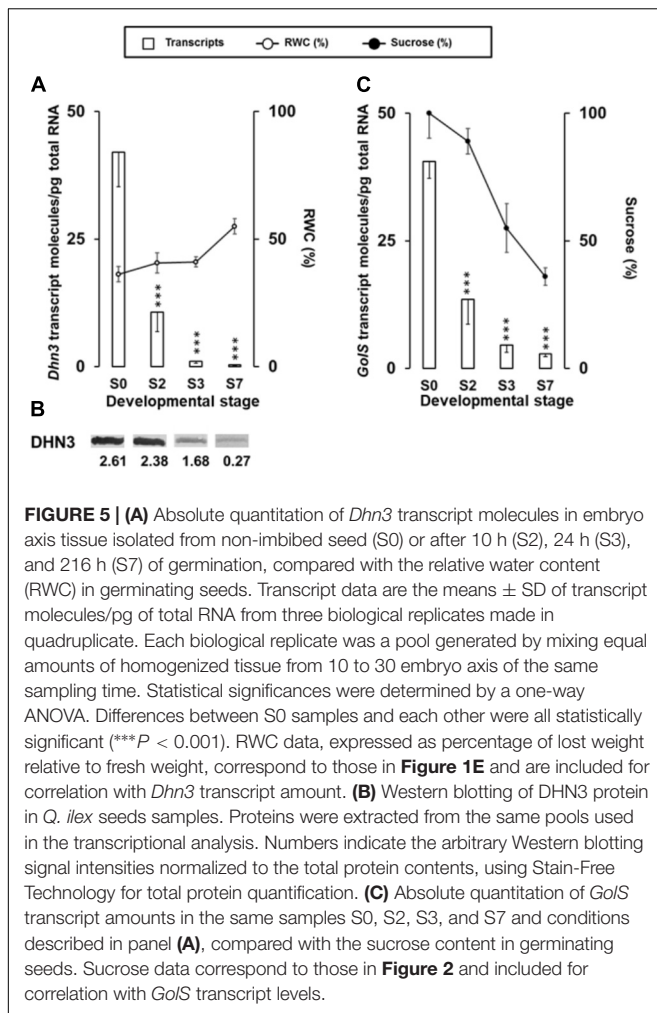 Transcripts RWC (%) Sucrose (%)
A
C
50
25
0
Dhn3 transcript molecules/pg total RNA
100
50
0
RWC (%)
***
***
***
S0 S2 S3 S7
Developmental stage
50
25
0
GolS transcript molecules/pg total RNA
100
50
0
Sucrose (%)
***
***
***
S0 S2 S3 S7
Developmental stage
B
DHN3
2.61 2.38 1.68 0.27
FIGURE 5 | (A) Absolute quantitation of Dhn3 transcript molecules in embryo
axis tissue isolated from non-imbibed seed (S0) or after 10 h (S2), 24 h (S3),
and 216 h (S7) of germination, compared with the relative water content
(RWC) in germinating seeds. Transcript data are the means ± SD of transcript
molecules/pg of total RNA from three biological replicates made in
quadruplicate. Each biological replicate was a pool generated by mixing equal
amounts of homogenized tissue from 10 to 30 embryo axis of the same
sampling time. Statistical significances were determined by a one-way
ANOVA. Differences between S0 samples and each other were all statistically
significant (***P < 0.001). RWC data, expressed as percentage of lost weight
relative to fresh weight, correspond to those in Figure 1E and are included for
correlation with Dhn3 transcript amount. (B) Western blotting of DHN3 protein
in Q. ilex seeds samples. Proteins were extracted from the same pools used
in the transcriptional analysis. Numbers indicate the arbitrary Western blotting
signal intensities normalized to the total protein contents, using Stain-Free
Technology for total protein quantification. (C) Absolute quantitation of GolS
transcript amounts in the same samples S0, S2, S3, and S7 and conditions
described in panel (A), compared with the sucrose content in germinating
seeds. Sucrose data correspond to those in Figure 2 and included for
correlation with GolS transcript levels.